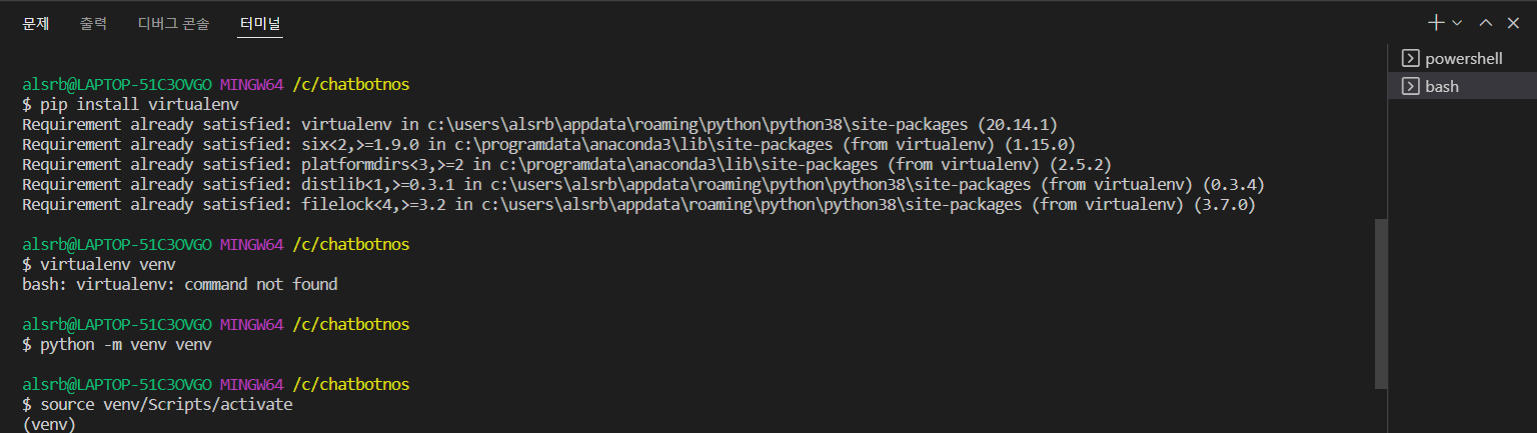 문제 출력 디버그 콘솔 터미널
powershell
bash
alsrb@LAPTOP-51C3OVGO MINGW64 /c/chatbotnos
$ pip install virtualenv
Requirement already satisfied: virtualenv in c:\users\alsrb\appdata\roaming\python\python38\site-packages (20.14.1)
Requirement already satisfied: six<2,>=1.9.0 in c:\programdata\anaconda3\lib\site-packages (from virtualenv) (1.15.0)
Requirement already satisfied: platformdirs<3,>=2 in c:\programdata\anaconda3\lib\site-packages (from virtualenv) (2.5.2)
Requirement already satisfied: distlib<1,>=0.3.1 in c:\users\alsrb\appdata\roaming\python\python38\site-packages (from virtualenv) (0.3.4)
Requirement already satisfied: filelock<4,>=3.2 in c:\users\alsrb\appdata\roaming\python\python38\site-packages (from virtualenv) (3.7.0)
alsrb@LAPTOP-51C3OVGO MINGW64 /c/chatbotnos
$ virtualenv venv
bash: virtualenv: command not found
alsrb@LAPTOP-51C3OVGO MINGW64 /c/chatbotnos
$ python -m venv venv
alsrb@LAPTOP-51C3OVGO MINGW64 /c/chatbotnos
$ source venv/Scripts/activate
(venv)